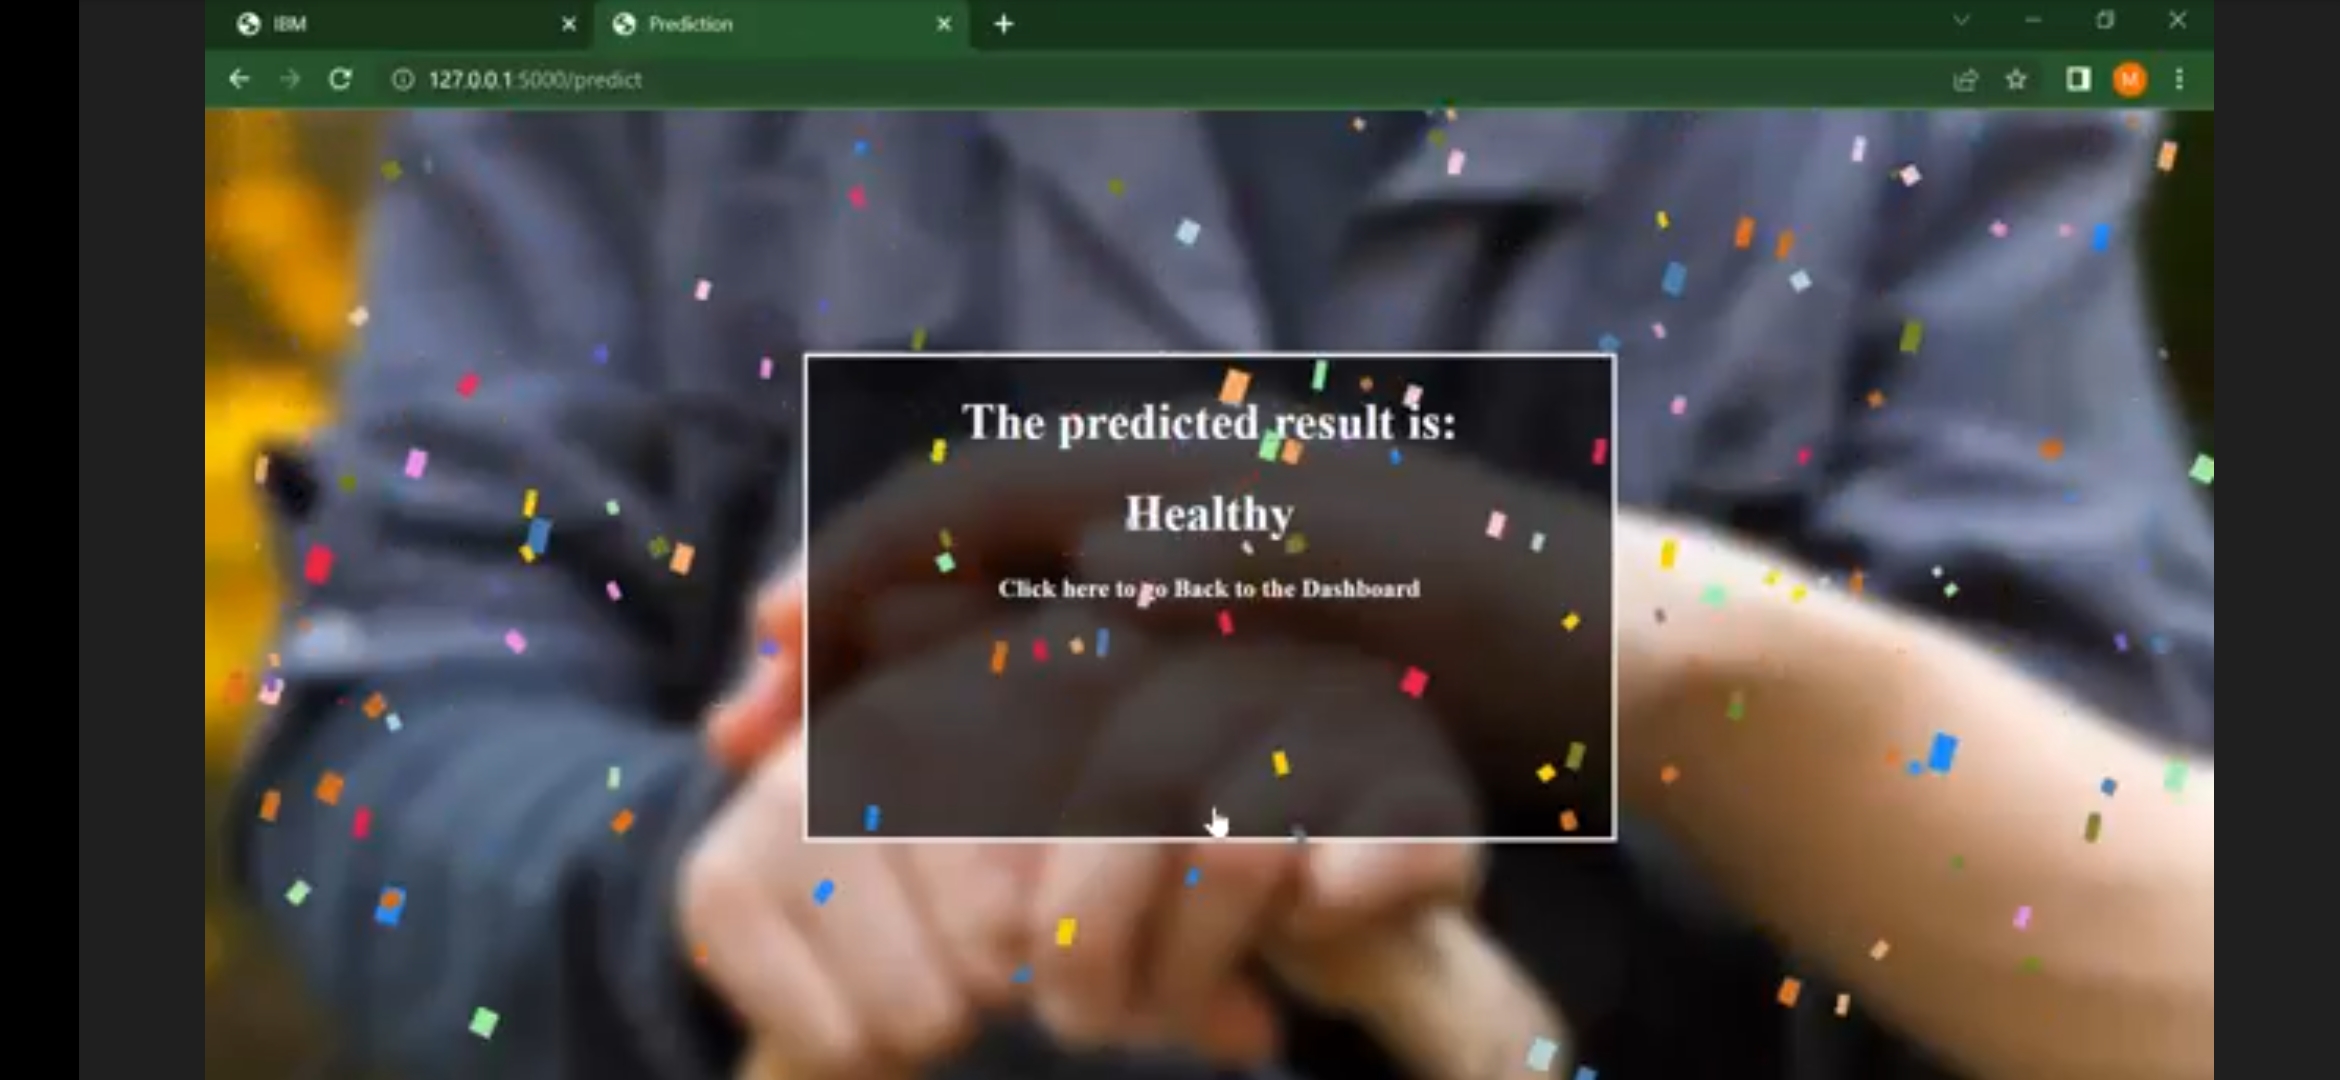 IBM
Prediction
127.0.0.1:5000/predict
M
The predicted result is:
Healthy
Click here to go Back to the Dashboard